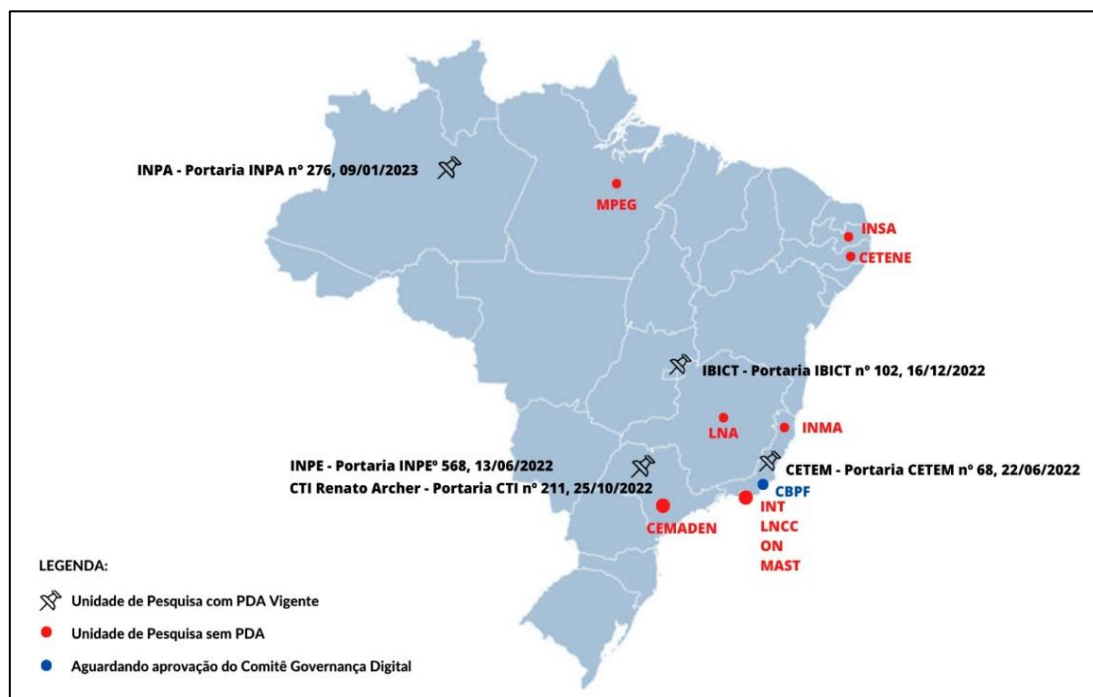 INPA - Portaria INPA nº 276, 09/01/2023
MPEG
INSA
CETENE
IBICT - Portaria IBICT nº 102, 16/12/2022
LNA
INMA
INPE - Portaria INPEº 568, 13/06/2022
CTI Renato Archer - Portaria CTI nº 211, 25/10/2022
CETEM - Portaria CETEM nº 68, 22/06/2022
CBPF
CEMADEN
INT
LNCC
ON
MAST
LEGENDA:
Unidade de Pesquisa com PDA Vigente
Unidade de Pesquisa sem PDA
Aguardando aprovação do Comitê Governança Digital